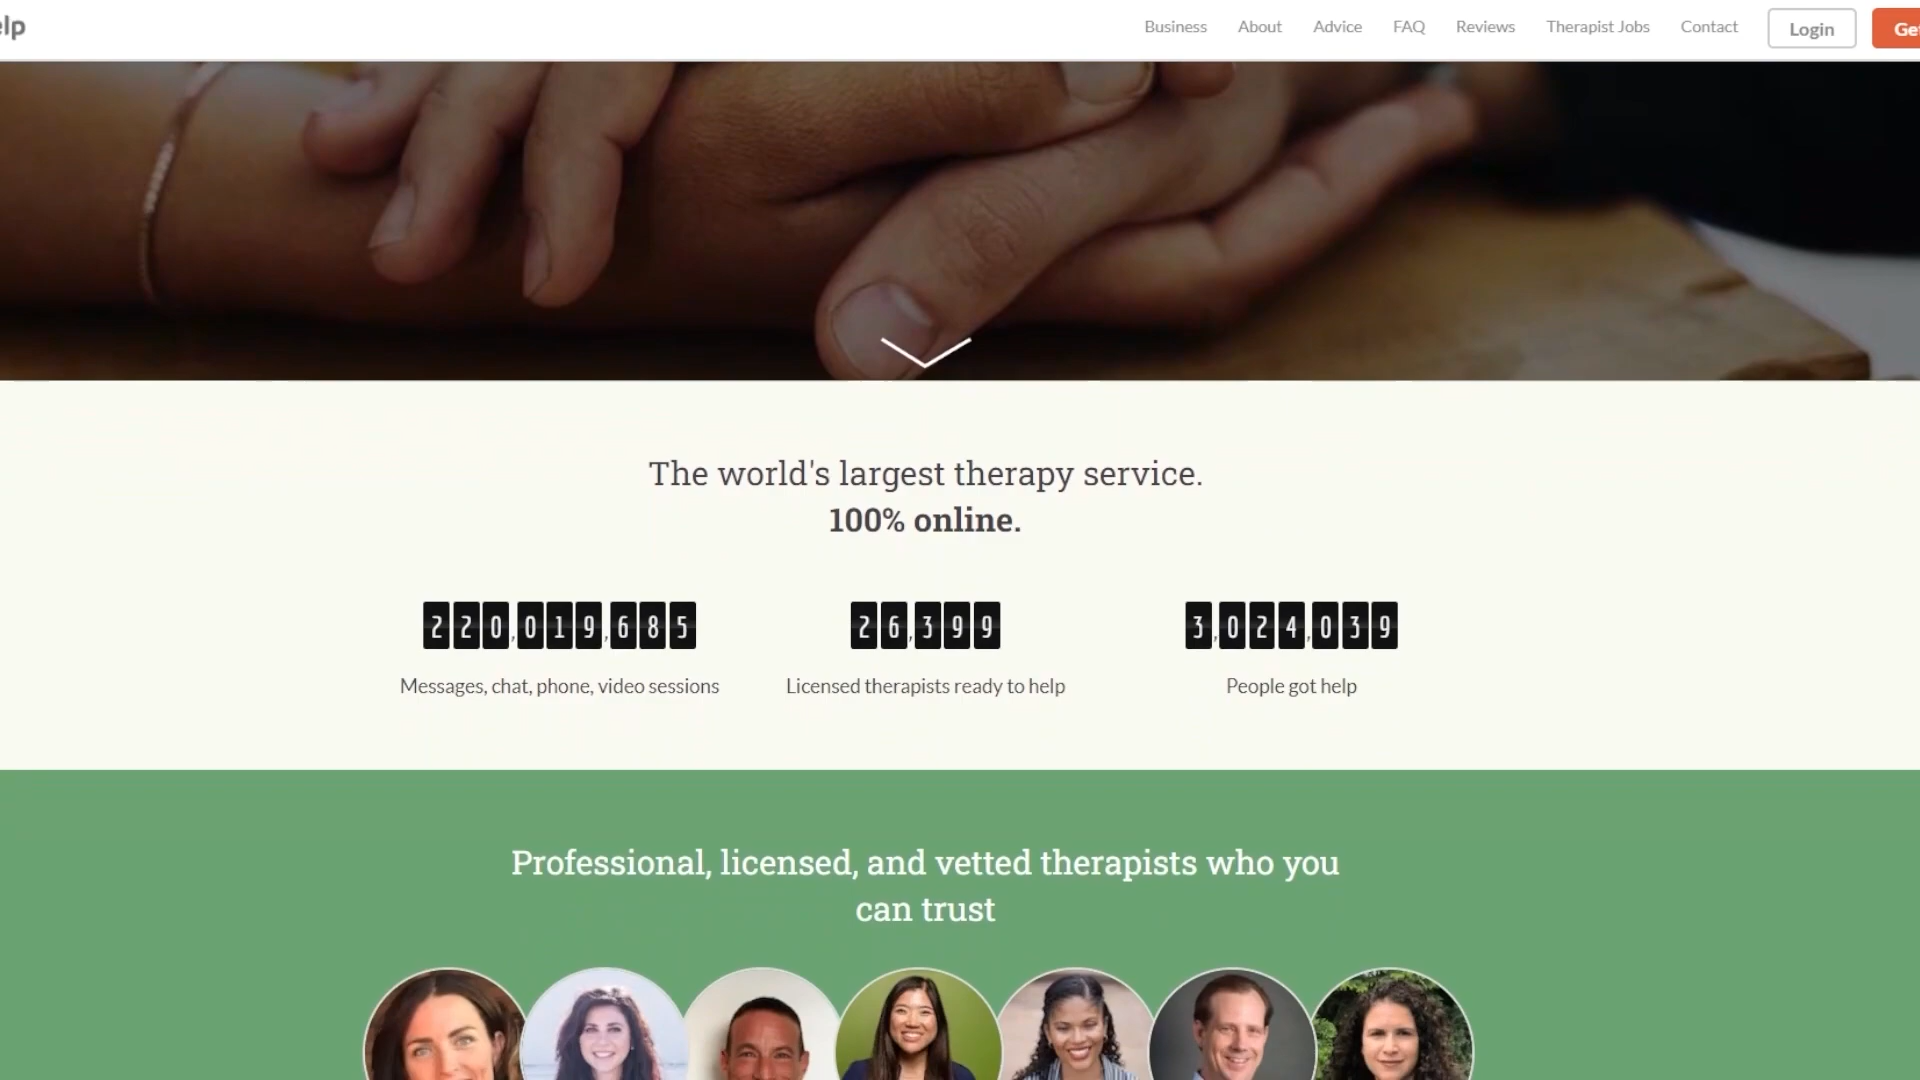 elp
Business About Advice FAQ Reviews Therapist Jobs Contact Login Get
The world's largest therapy service.
100% online.
220,019,685 26,399 3,024,039
Messages, chat, phone, video sessions Licensed therapists ready to help People got help
Professional, licensed, and vetted therapists who you
can trust